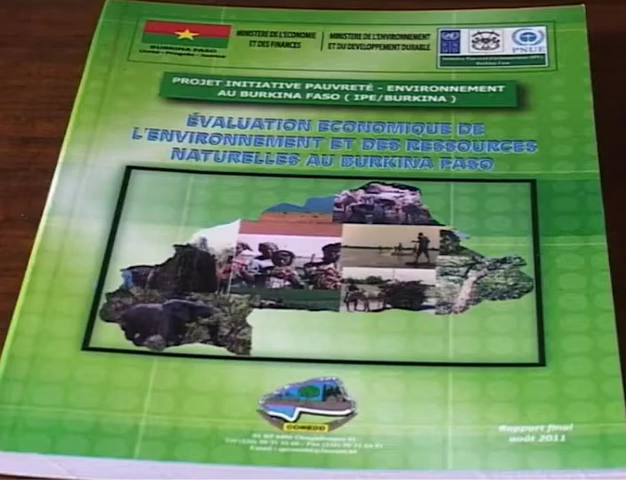 BURKINA FASO
MINISTERE DE L'ECONOMIE
ET DES FINANCES
MINISTERE DE L'ENVIRONNEMENT
ET DU DEVELOPPEMENT DURABLE
PNUE
PROJET INITIATIVE PAUVRETÉ - ENVIRONNEMENT
AU BURKINA FASO ( IPE/BURKINA )
ÉVALUATION ECONOMIQUE DE
L'ENVIRONNEMENT ET DES RESSOURCES
NATURELLES AU BURKINA FASO
CONEDD
Rapport final
août 2011